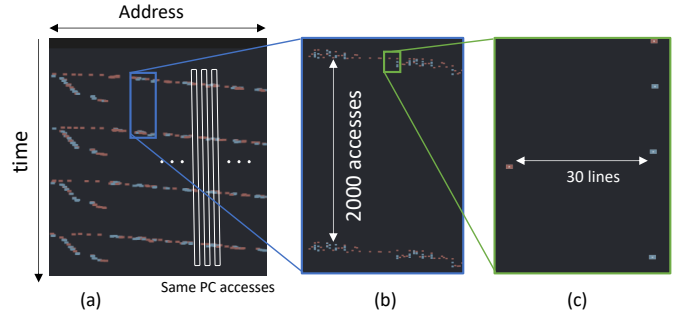 Address
time
• • •
• • •
Same PC accesses
2000 accesses
30 lines
(a)
(b)
(c)